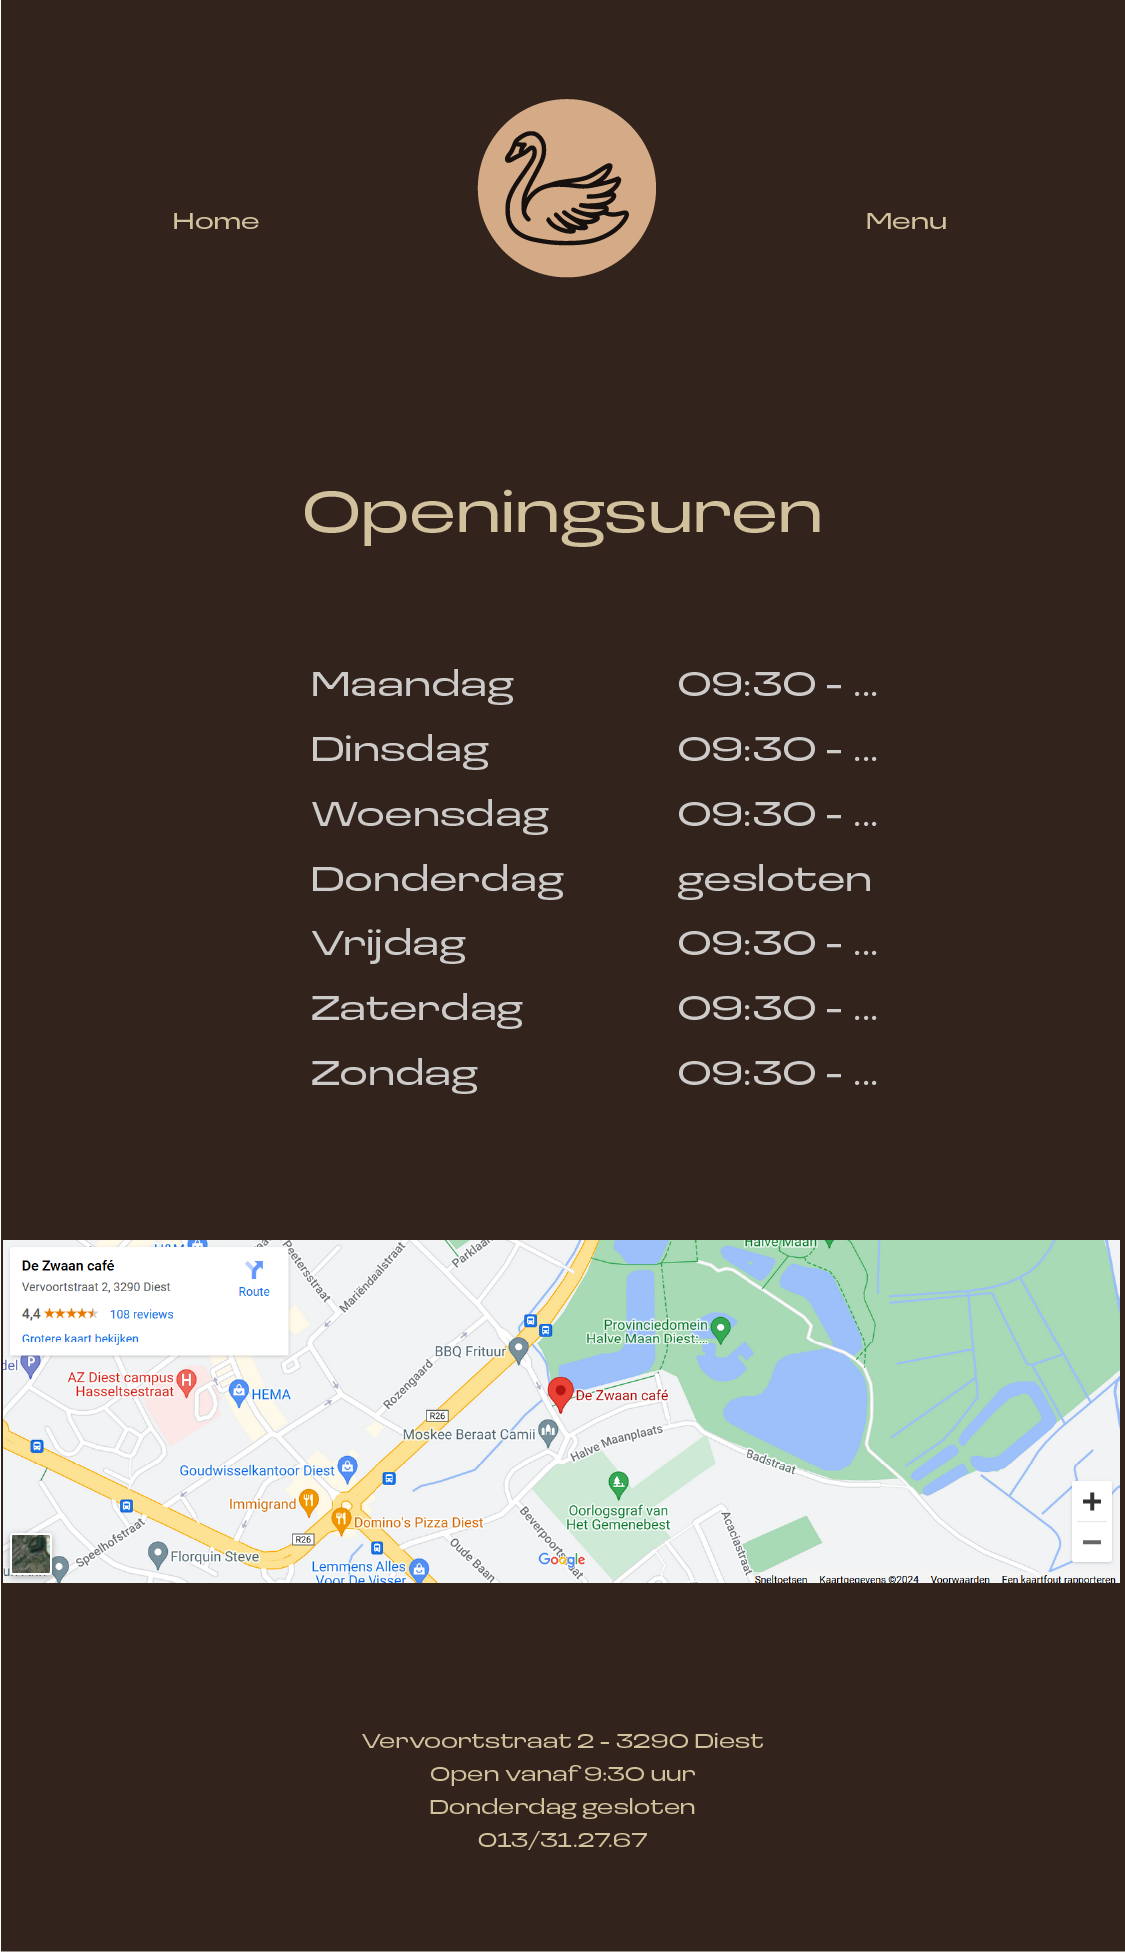 Home
Menu
Openingsuren
Maandag 09:30 - ...
Dinsdag 09:30 - ...
Woensdag 09:30 - ...
Donderdag gesloten
Vrijdag 09:30 - ...
Zaterdag 09:30 - ...
Zondag 09:30 - ...
De Zwaan café
Vervoortstraat 2, 3290 Diest
Route
4,4 108 reviews
Grotere kaart bekijken
Peetersstraat
Mariëndaalstraat
Halve Maan
P
AZ Diest campus
Hasseltsestraat
H
HEMA
Rozengaard
BBQ Frituur
Provinciedomein
Halve Maan Diest:...
De Zwaan café
R26
Moskee Beraat Camii
Halve Maanplaats
Badstraat
Goudwisselkantoor Diest
Immigrand
Domino's Pizza Diest
R26
Speelhofstraat
Florquin Steve
Lemmens Alles
Voor De Visser
Oude Baan
Beverpoortsgat
Oorlogsgraf van
Het Gemenebest
Acaciastraat
Google
+
−
Sneltoetsen Kaartgegevens ©2024 Voorwaarden Een kaartfout rapporteren
Vervoortstraat 2 - 3290 Diest
Open vanaf 9:30 uur
Donderdag gesloten
013/31.27.67